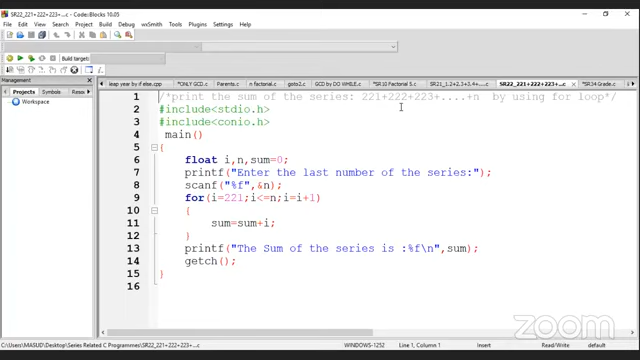 SR22_221+222+223+...c - Code::Blocks 10.05
File Edit View Search Project Build Debug wxSmith Tools Plugins Settings Help
Build target:
Management
Projects Symbols
Workspace
leap year by if else.cpp *ONLY GCD.c Parents.c n factorial.c goto2.c GCD by DO WHILE.c *SR10 Factorial 5.c SR21_1.2+2.3+3.4+....c SR22_221+222+223+...c *SR34 Grade.c
1 /*print the sum of the series: 221+222+223+....+n by using for loop*/
2 #include<stdio.h>
3 #include<conio.h>
4 main()
5 {
6 float i,n,sum=0;
7 printf("Enter the last number of the series:");
8 scanf("%f",&n);
9 for(i=221;i<=n;i=i+1)
10 {
11 sum=sum+i;
12 }
13 printf("The Sum of the series is :%f\n",sum);
14 getch();
15 }
16
zoom
C:\Users\MASUD\Desktop\Series Related C Programmes\SR22_221+222+223+...c WINDOWS-1252 Line 1, Column 1 Insert Read/Write default